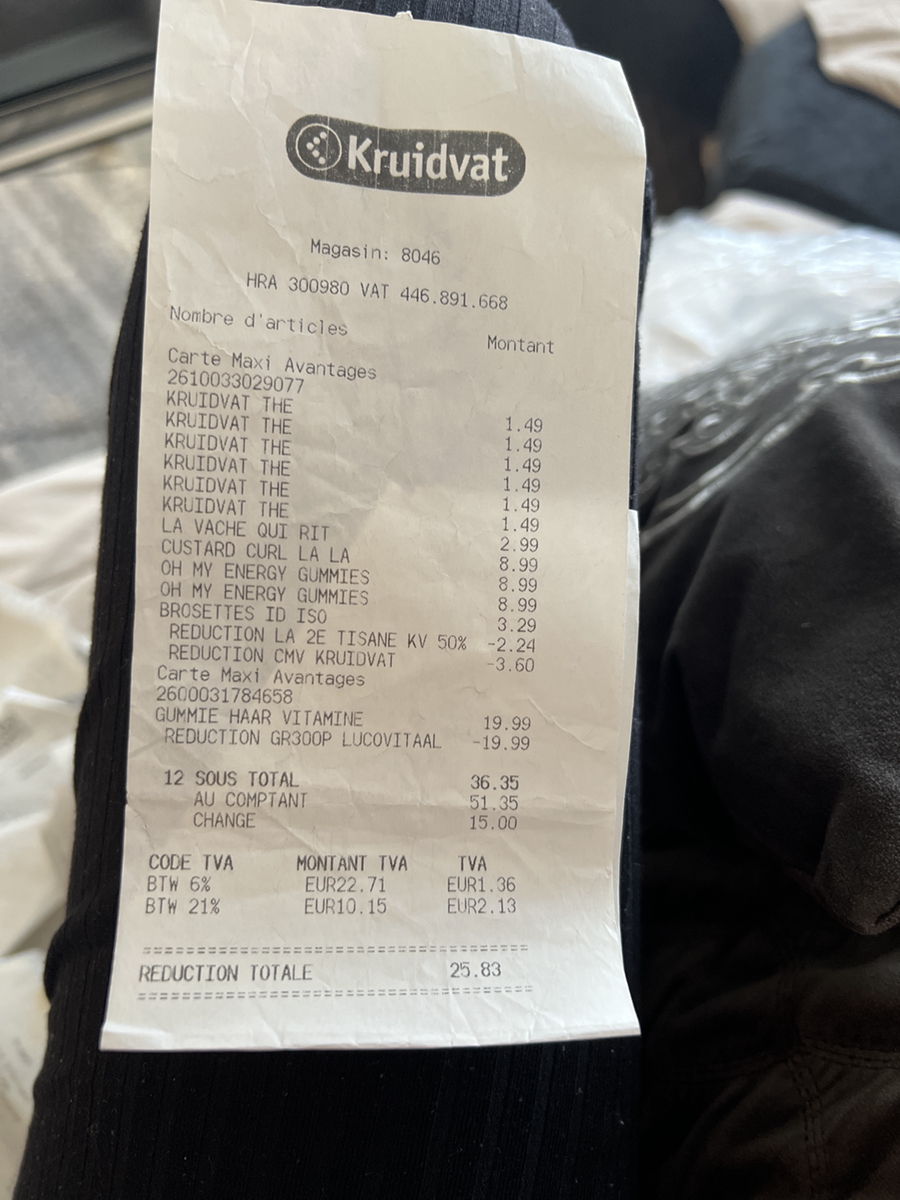 Kruidvat
Magasin: 8046
HRA 300980 VAT 446.891.668
Nombre d'articles Montant
Carte Maxi Avantages
2610033029077
KRUIDVAT THE 1.49
KRUIDVAT THE 1.49
KRUIDVAT THE 1.49
KRUIDVAT THE 1.49
KRUIDVAT THE 1.49
KRUIDVAT THE 1.49
LA VACHE QUI RIT 2.99
CUSTARD CURL LA LA 8.99
OH MY ENERGY GUMMIES 8.99
OH MY ENERGY GUMMIES 8.99
BROSETTES ID ISO 3.29
REDUCTION LA 2E TISANE KV 50% -2.24
REDUCTION CMV KRUIDVAT -3.60
Carte Maxi Avantages
2600031784658
GUMMIE HAAR VITAMINE 19.99
REDUCTION GR300P LUCOVITAAL -19.99
12 SOUS TOTAL 36.35
AU COMPTANT 51.35
CHANGE 15.00
CODE TVA MONTANT TVA TVA
BTW 6% EUR22.71 EUR1.36
BTW 21% EUR10.15 EUR2.13
================================
REDUCTION TOTALE 25.83
================================